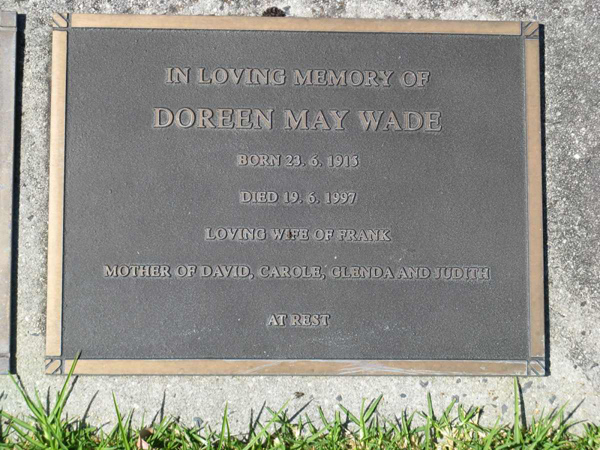 IN LOVING MEMORY OF
DOREEN MAY WADE
BORN 23. 6. 1915
DIED 19. 6. 1997
LOVING WIFE OF FRANK
MOTHER OF DAVID, CAROLE, GLENDA AND JUDITH
AT REST